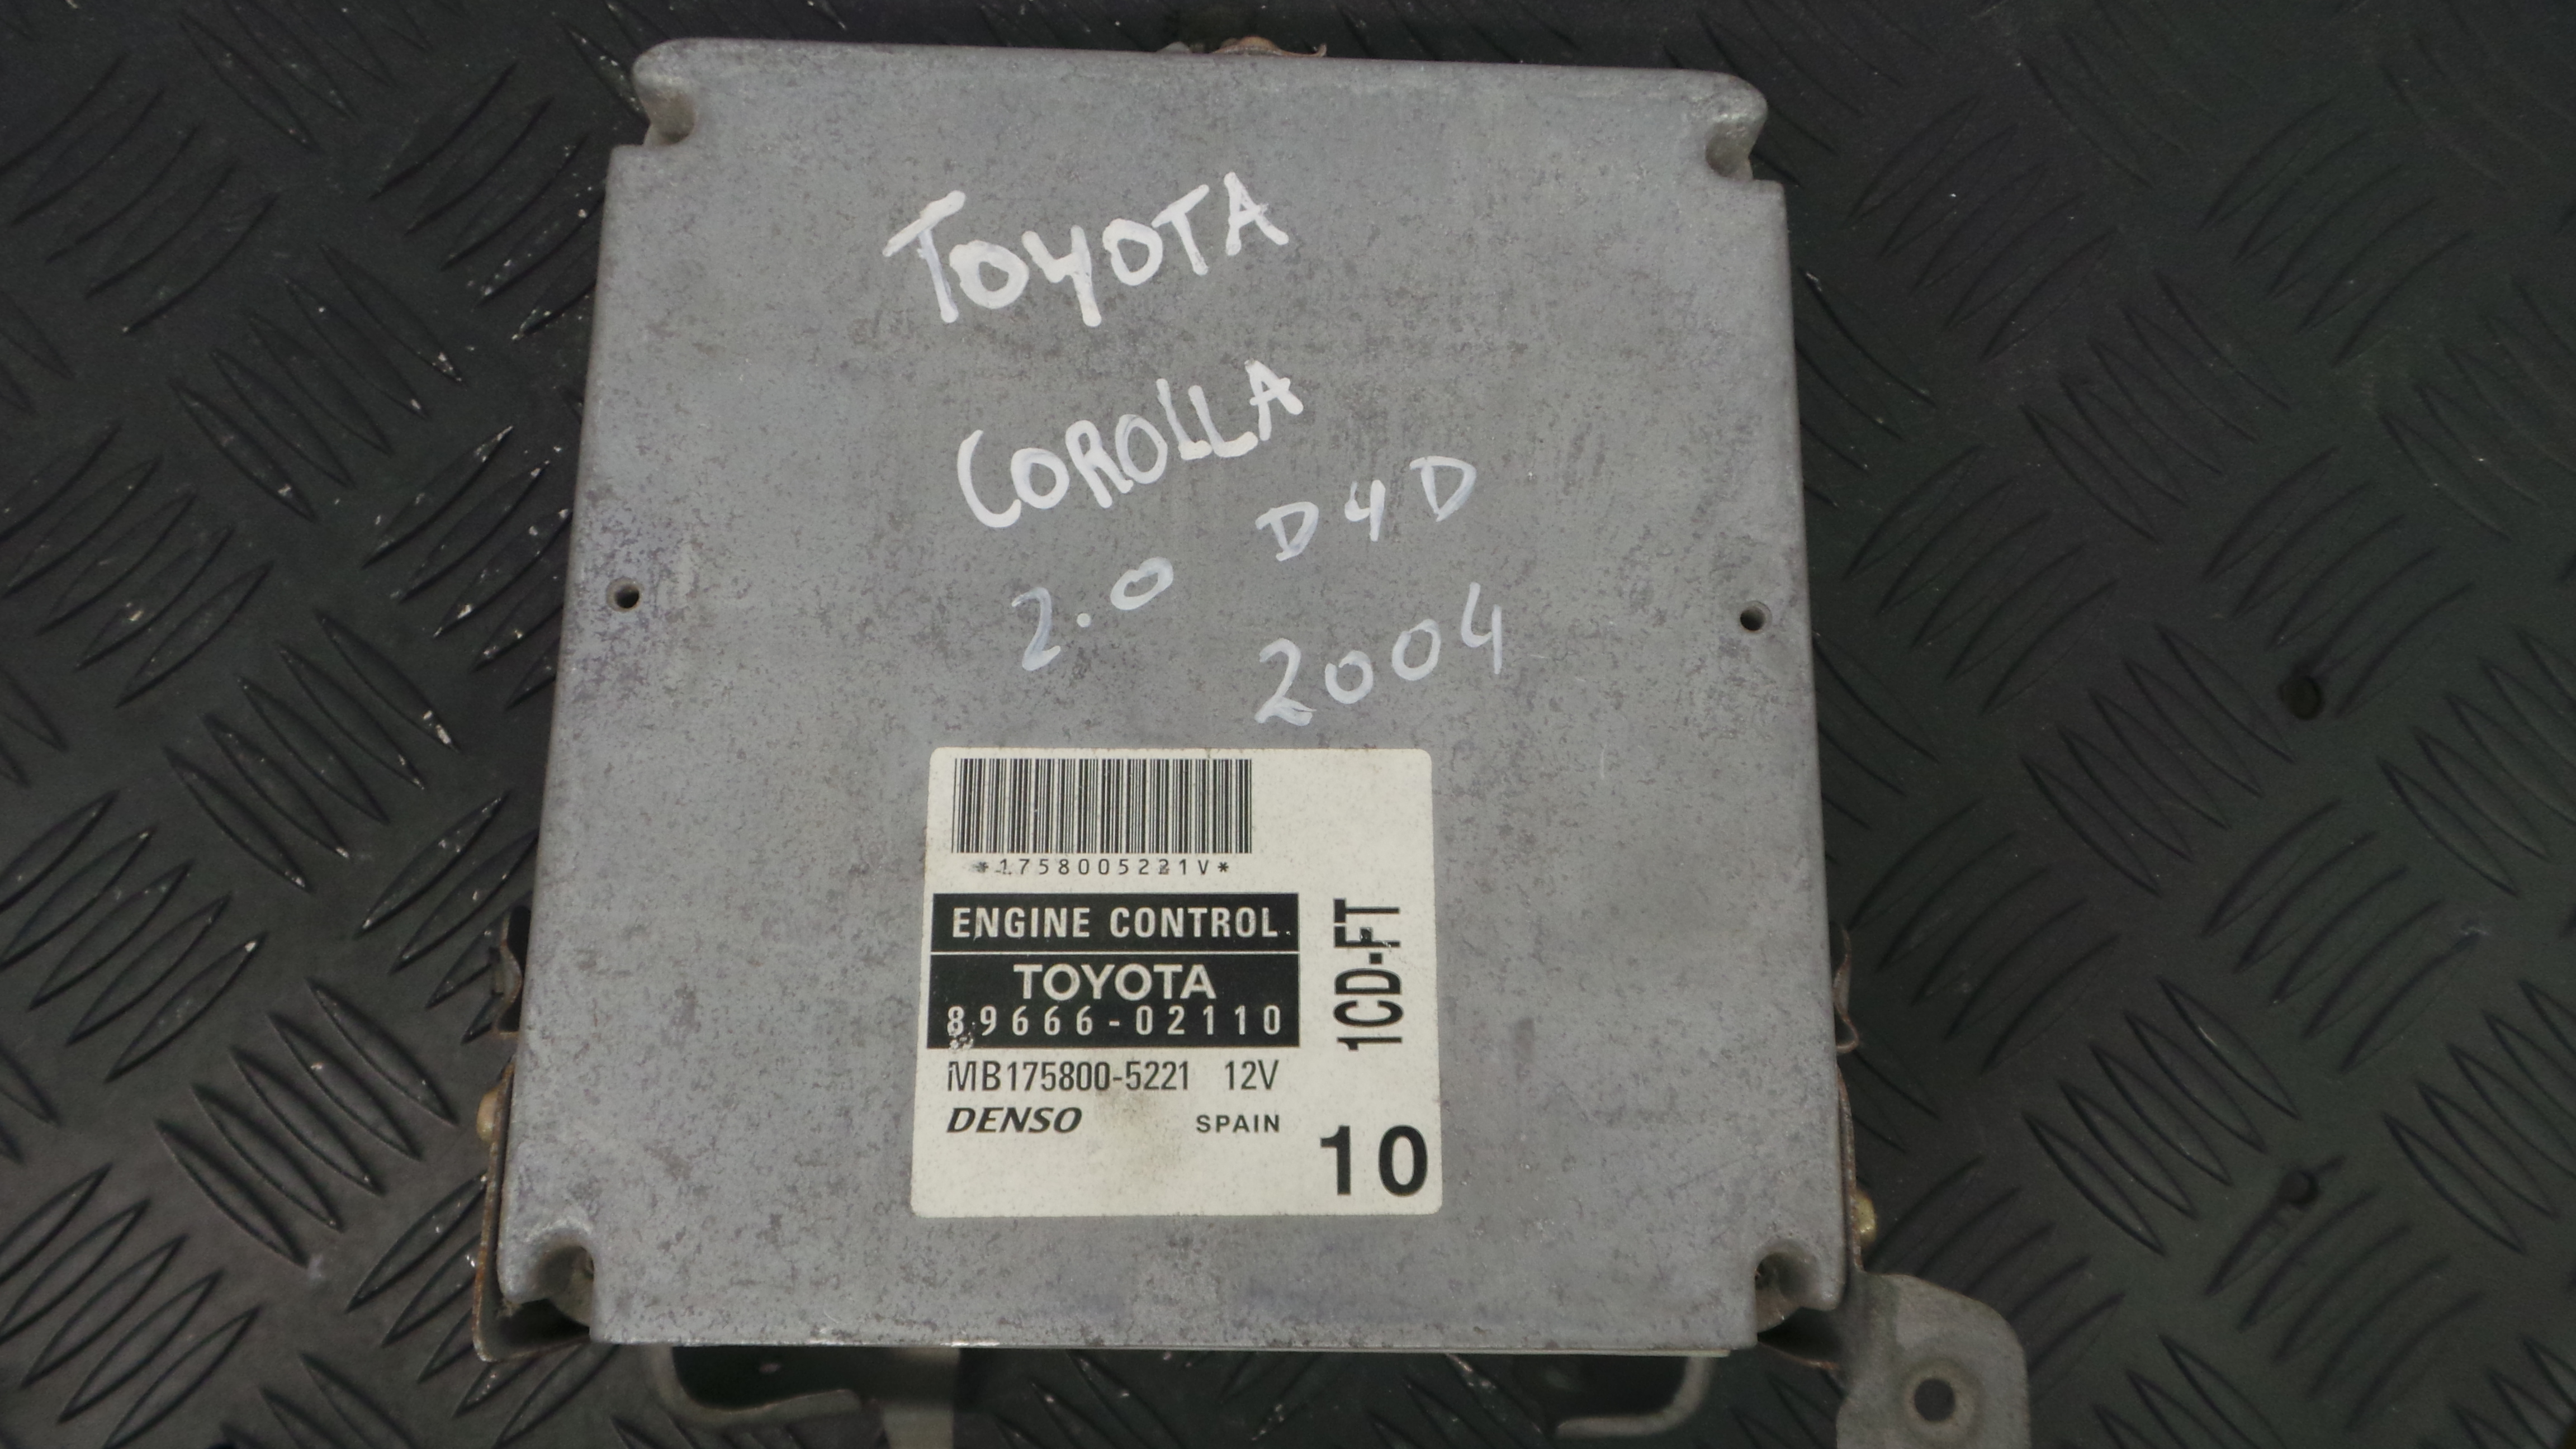 TOYOTA
COROLLA
2.0 D4D
2004
*1758005221V*
ENGINE CONTROL
TOYOTA
89666-02110
MB175800-5221 12V
DENSO SPAIN
1CD-FT
10